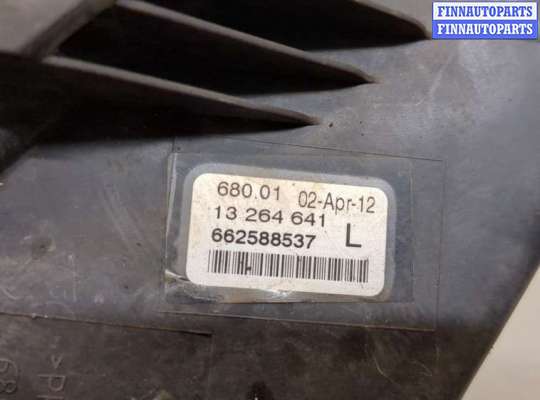 FINNAUTOPARTS
FINNAUTOPARTS
680.01 02-Apr-12
13 264 641
662588537 L